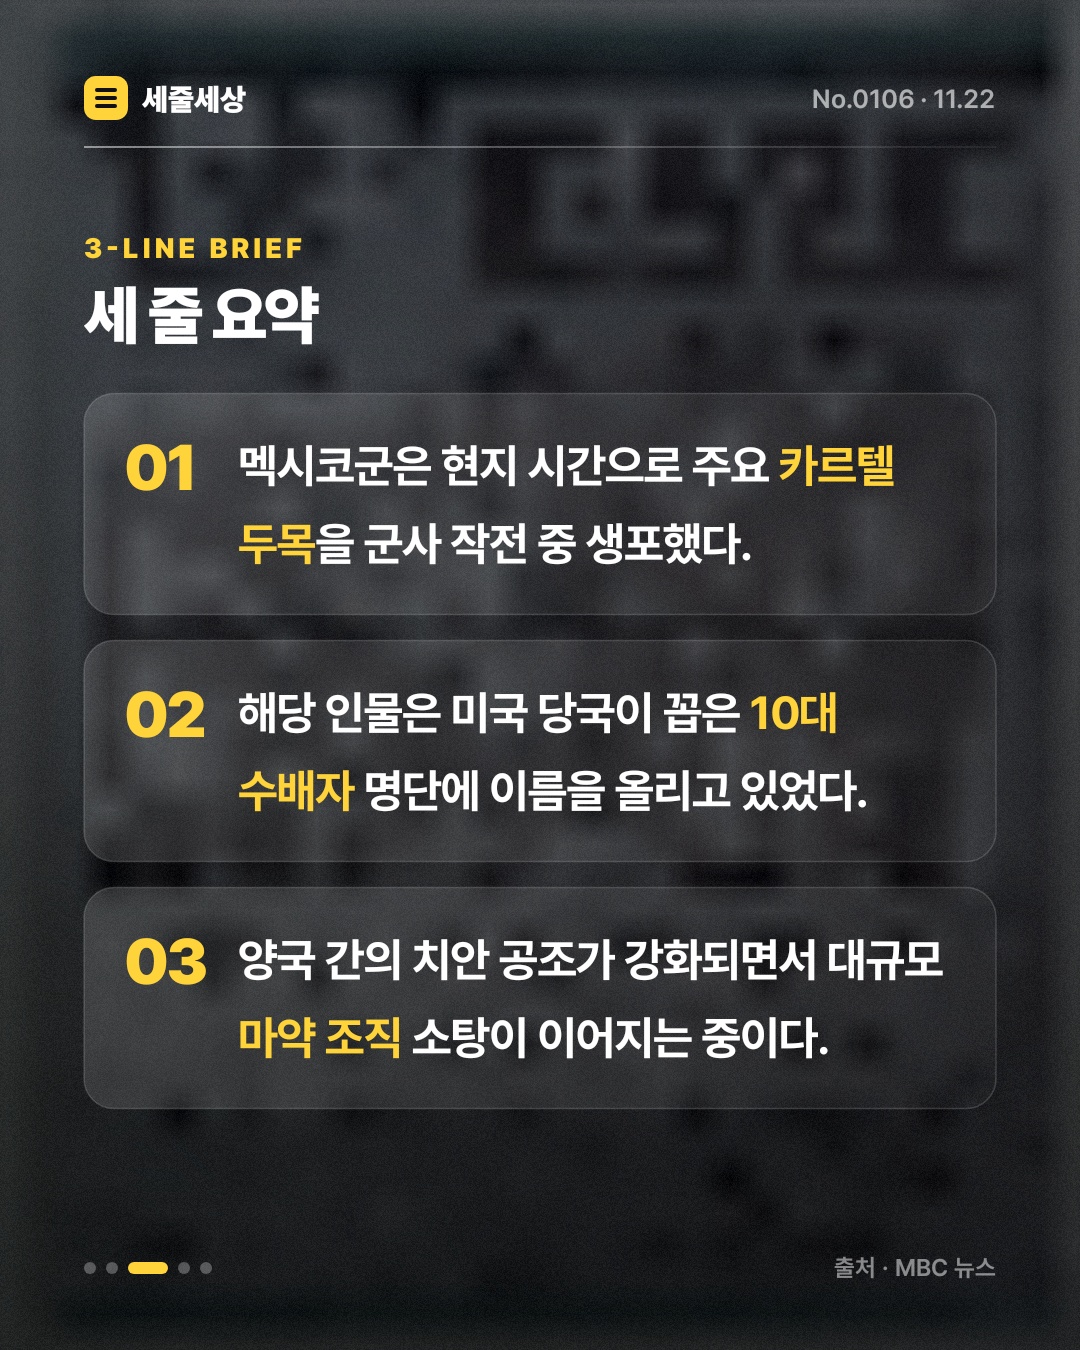 세줄세상
No.0106 · 11.22
3-LINE BRIEF
세 줄 요약
01
멕시코군은 현지 시간으로 주요 카르텔
두목을 군사 작전 중 생포했다.
02
해당 인물은 미국 당국이 꼽은 10대
수배자 명단에 이름을 올리고 있었다.
03
양국 간의 치안 공조가 강화되면서 대규모
마약 조직 소탕이 이어지는 중이다.
출처 · MBC 뉴스